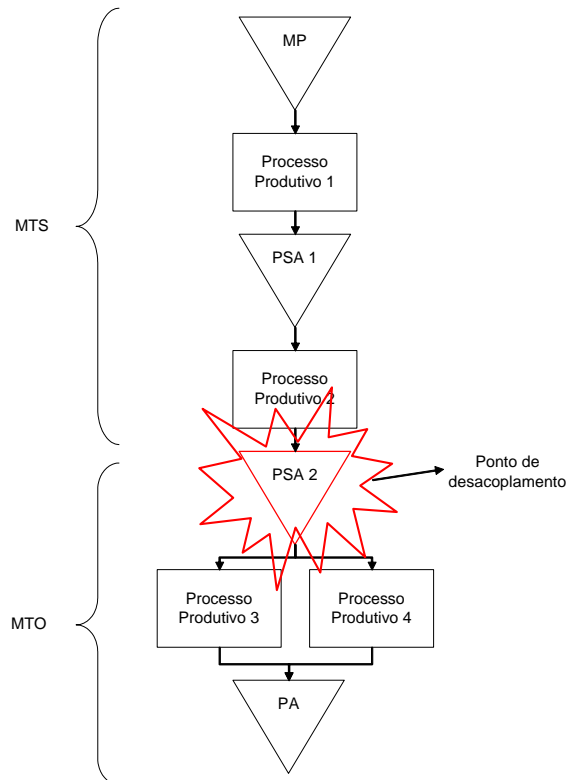 MP
Processo
Produtivo 1
MTS
PSA 1
Processo
Produtivo 2
PSA 2
Ponto de
desacoplamento
Processo
Produtivo 3
Processo
Produtivo 4
MTO
PA